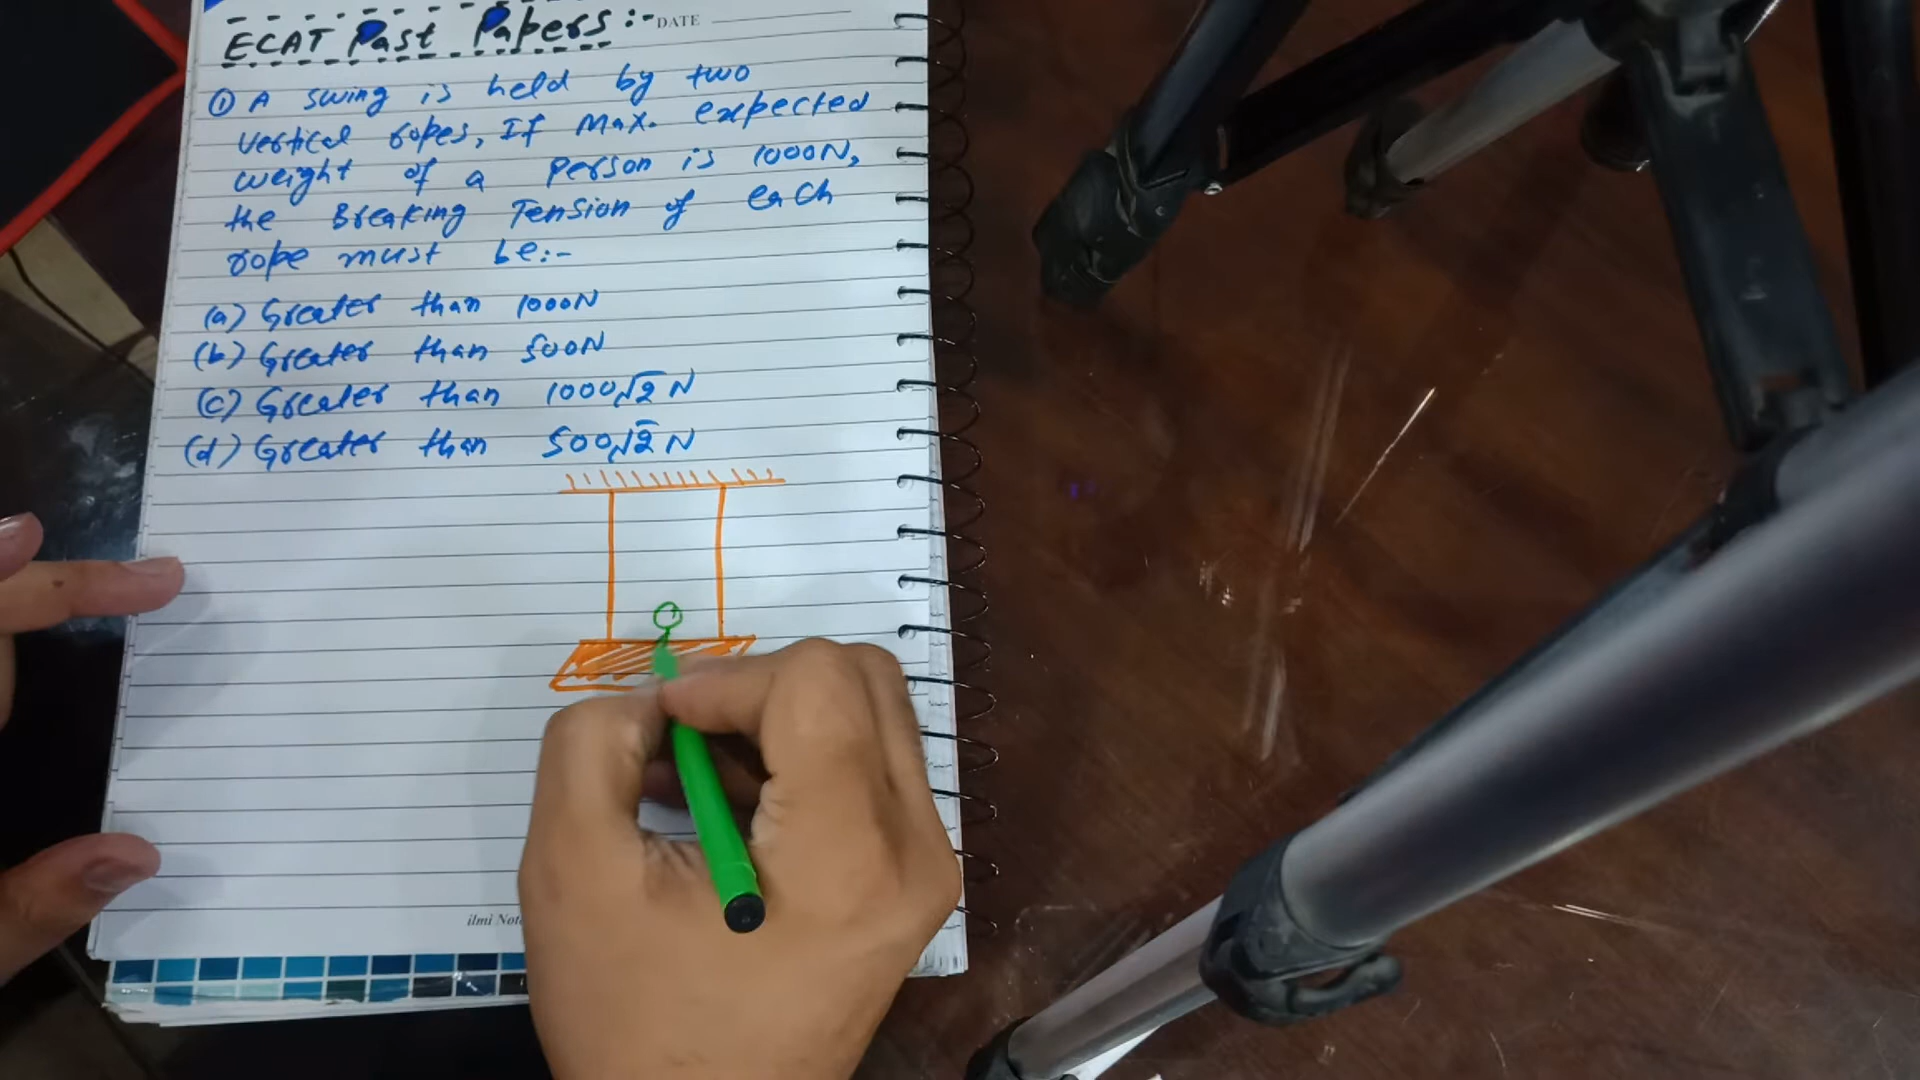 ECAT Past Papers:- DATE
① A swing is held by two
vertical ropes, If Max. expected
weight of a person is 1000N,
the Breaking Tension of each
rope must be:-
(a) Greater than 1000N
(b) Greater than 500N
(c) Greater than 1000√2 N
(d) Greater than 500√2 N
ilmi